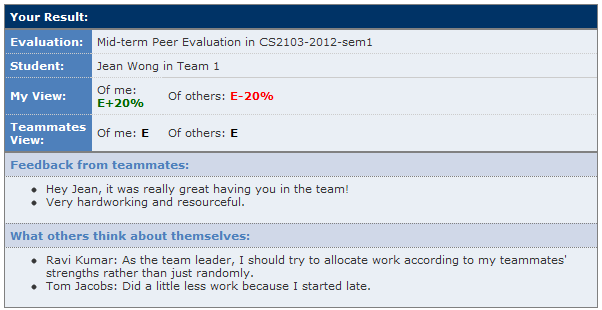 Your Result:
Evaluation: Mid-term Peer Evaluation in CS2103-2012-sem1
Student: Jean Wong in Team 1
My View: Of me: E+20% Of others: E-20%
Teammates View: Of me: E Of others: E
Feedback from teammates:
• Hey Jean, it was really great having you in the team!
• Very hardworking and resourceful.
What others think about themselves:
• Ravi Kumar: As the team leader, I should try to allocate work according to my teammates'
strengths rather than just randomly.
• Tom Jacobs: Did a little less work because I started late.